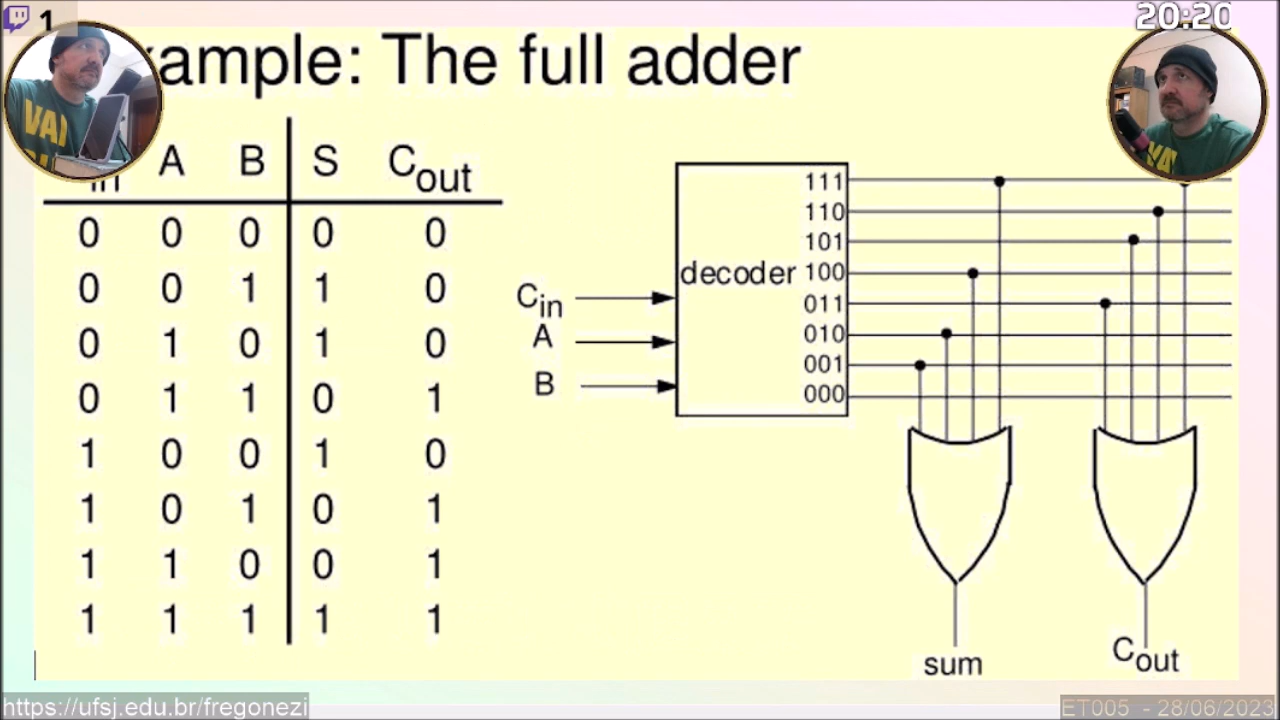 1
20:20
ample: The full adder
in A B S Cout
0 0 0 0 0
0 0 1 1 0
0 1 0 1 0
0 1 1 0 1
1 0 0 1 0
1 0 1 0 1
1 1 0 0 1
1 1 1 1 1
Cin
A
B
decoder
111
110
101
100
011
010
001
000
sum
Cout
https://ufsj.edu.br/fregonezi
ET005 - 28/06/2023